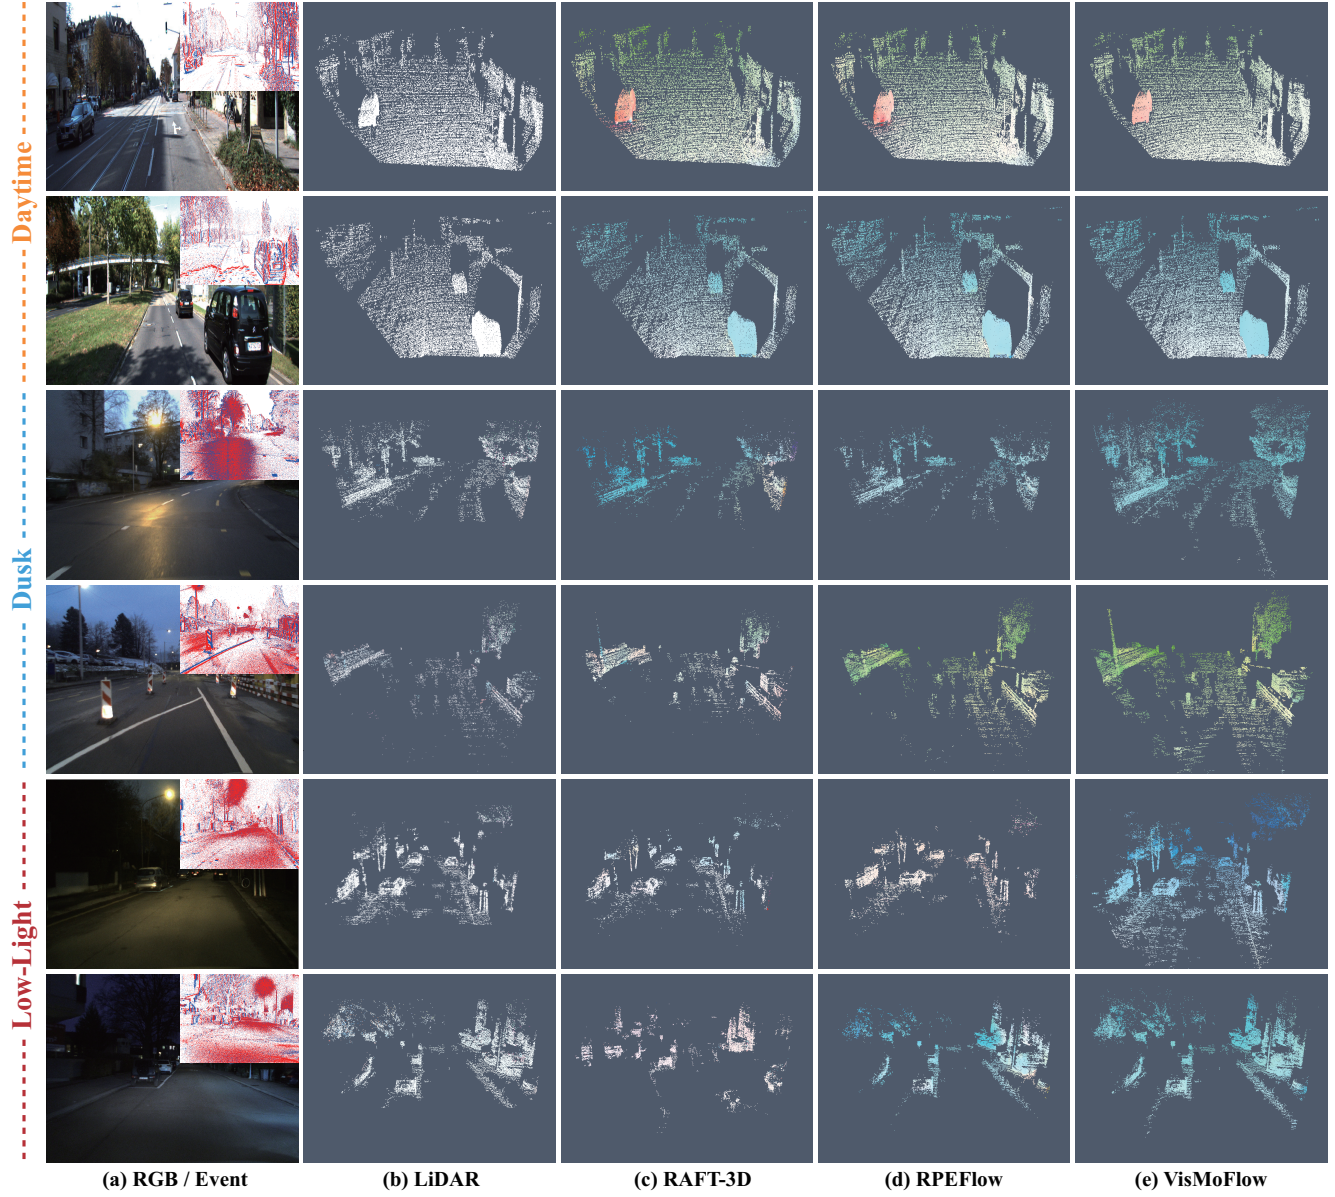 Daytime
Dusk
Low-Light
(a) RGB / Event
(b) LiDAR
(c) RAFT-3D
(d) RPEFlow
(e) VisMoFlow